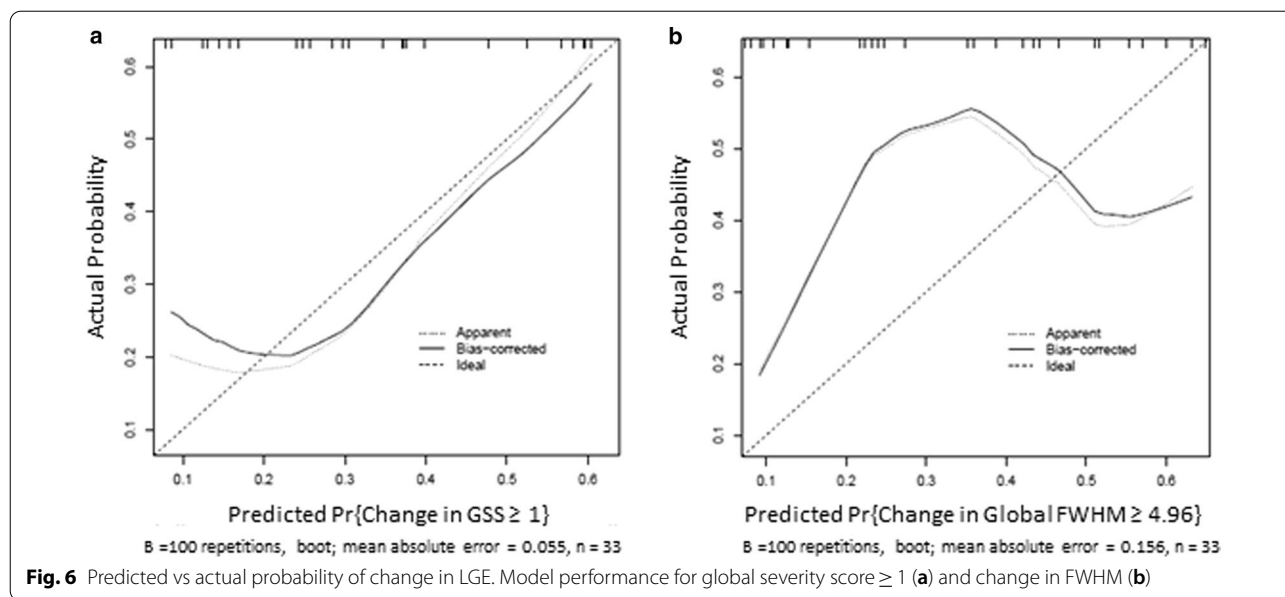 a
0.6
0.5
0.4
0.3
0.2
0.1
Actual Probability
Apparent
Bias-corrected
Ideal
0.1 0.2 0.3 0.4 0.5 0.6
Predicted Pr{Change in GSS ≥ 1}
B =100 repetitions, boot; mean absolute error = 0.055, n = 33
b
0.6
0.5
0.4
0.3
0.2
0.1
Actual Probability
Apparent
Bias-corrected
Ideal
0.1 0.2 0.3 0.4 0.5 0.6
Predicted Pr{Change in Global FWHM ≥ 4.96}
B =100 repetitions, boot; mean absolute error = 0.156, n = 33
Fig. 6 Predicted vs actual probability of change in LGE. Model performance for global severity score ≥ 1 (a) and change in FWHM (b)